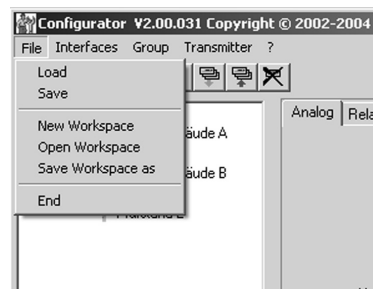 Configurator V2.00.031 Copyright © 2002-2004
File Interfaces Group Transmitter ?
Load
Save
New Workspace
Open Workspace
Save Workspace as
End
Analog Rela
äude A
äude B